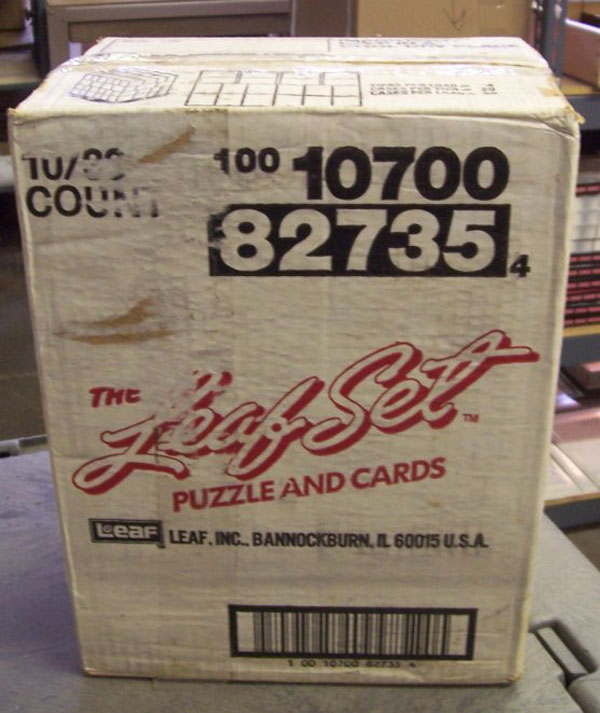 10/
COUNT
100 10700
82735 4
THE
Leaf Set ™
PUZZLE AND CARDS
Leaf LEAF, INC., BANNOCKBURN, IL 60015 U.S.A.
1 00 10700 82735 4